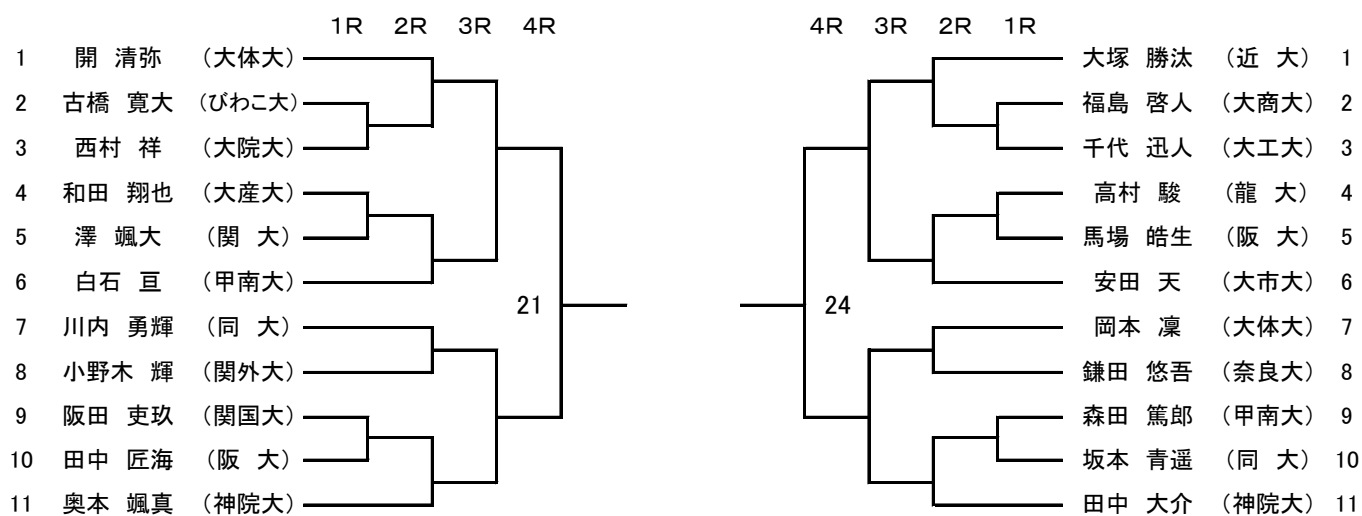 1R 2R 3R 4R 4R 3R 2R 1R
1 開 清弥 (大体大) 大塚 勝汰 (近 大) 1
2 古橋 寛大 (びわこ大) 福島 啓人 (大商大) 2
3 西村 祥 (大院大) 千代 迅人 (大工大) 3
4 和田 翔也 (大産大) 高村 駿 (龍 大) 4
5 澤 颯大 (関 大) 馬場 皓生 (阪 大) 5
6 白石 亘 (甲南大) 安田 天 (大市大) 6
21 24
7 川内 勇輝 (同 大) 岡本 凜 (大体大) 7
8 小野木 輝 (関外大) 鎌田 悠吾 (奈良大) 8
9 阪田 吏玖 (関国大) 森田 篤郎 (甲南大) 9
10 田中 匠海 (阪 大) 坂本 青遥 (同 大) 10
11 奥本 颯真 (神院大) 田中 大介 (神院大) 11